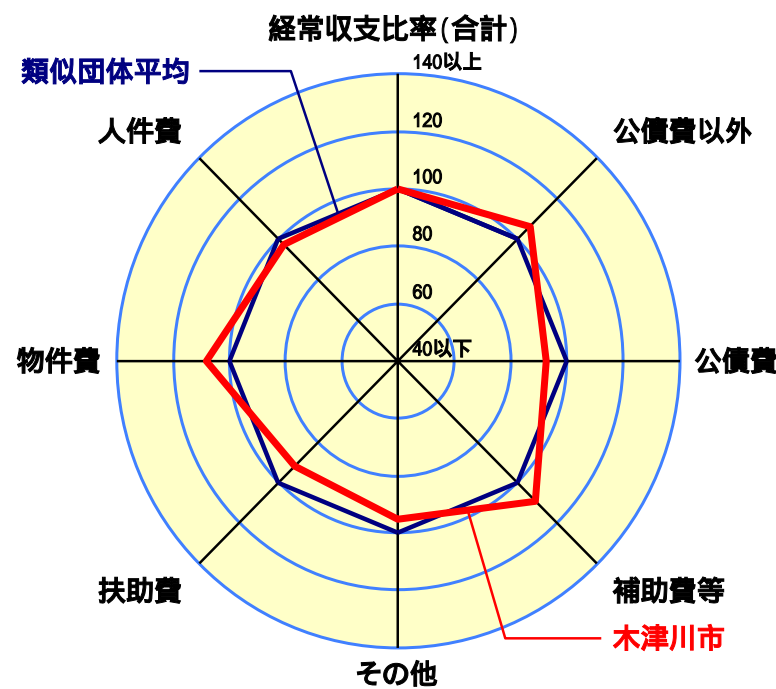 経常収支比率(合計)
140以上
類似団体平均
人件費
公債費以外
120
100
80
60
40以下
物件費
公債費
扶助費
補助費等
木津川市
その他